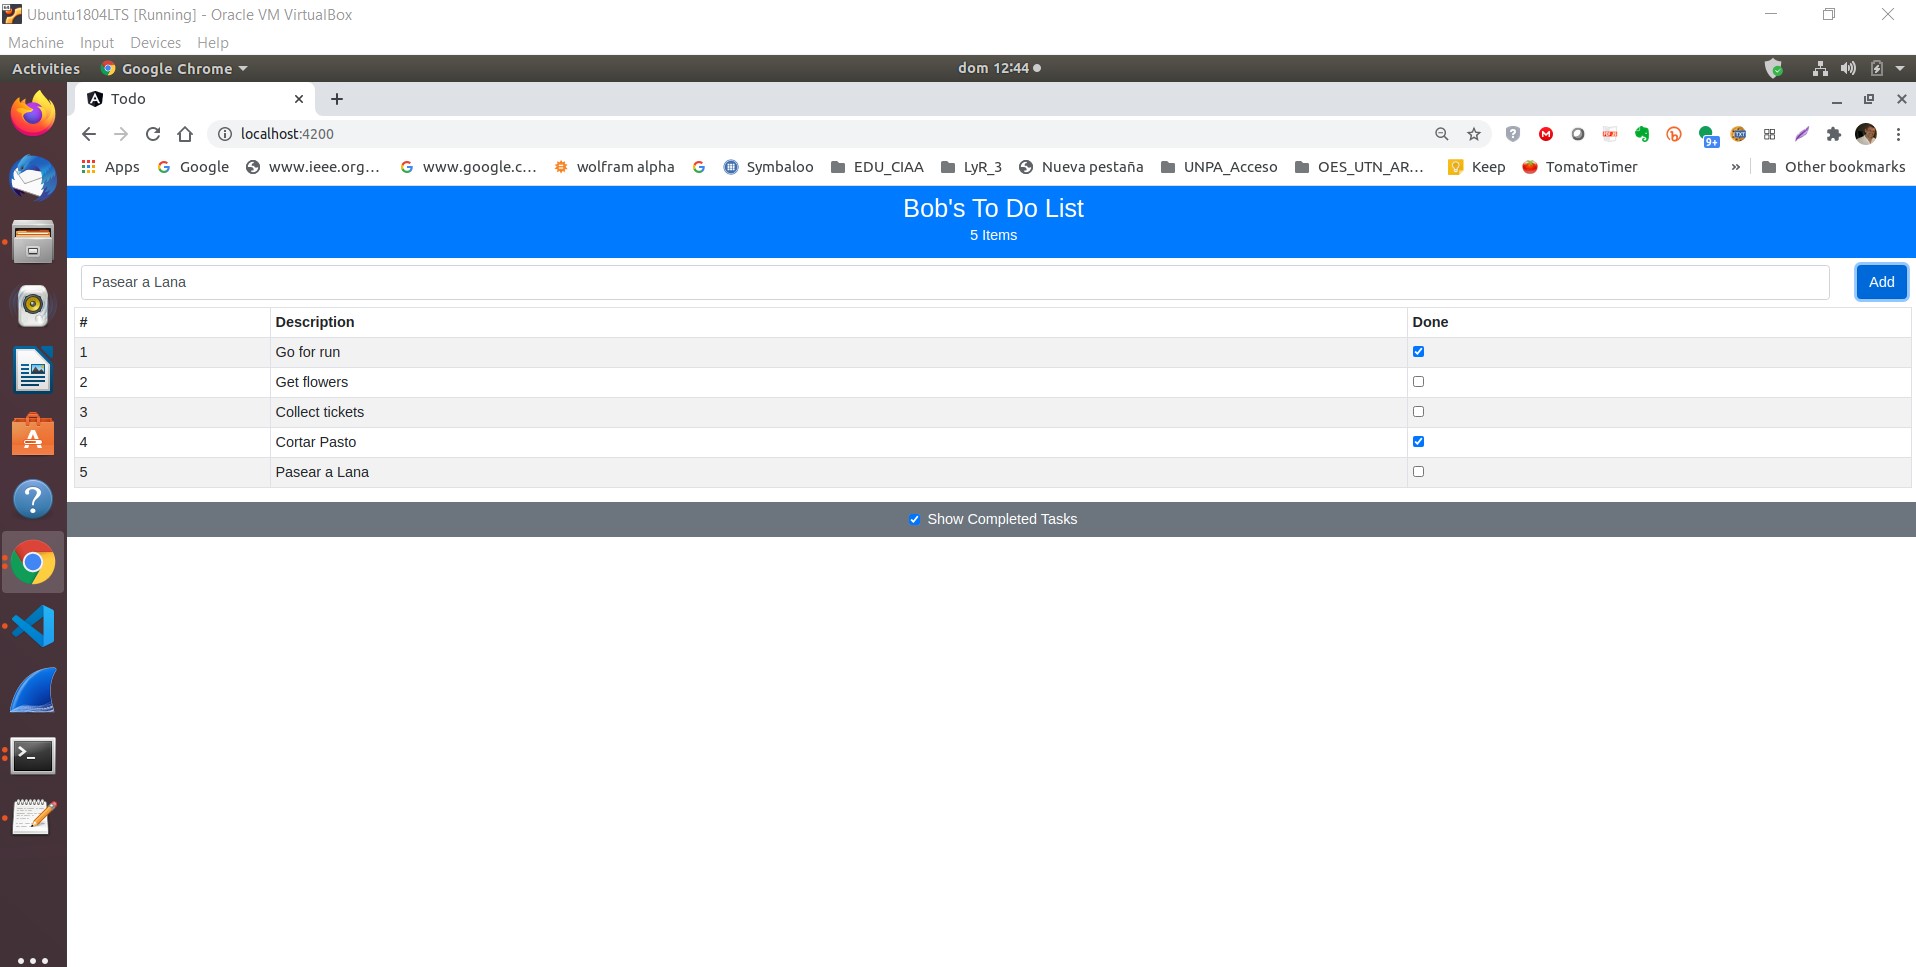 Ubuntu1804LTS [Running] - Oracle VM VirtualBox
Machine Input Devices Help
Activities Google Chrome dom 12:44
Todo
localhost:4200
9+
Apps Google www.ieee.org... www.google.c... wolfram alpha Symbaloo EDU_CIAA LyR_3 Nueva pestaña UNPA_Acceso OES_UTN_AR... Keep TomatoTimer » Other bookmarks
Bob's To Do List
5 Items
Pasear a Lana Add
# Description Done
1 Go for run
2 Get flowers
3 Collect tickets
4 Cortar Pasto
5 Pasear a Lana
Show Completed Tasks